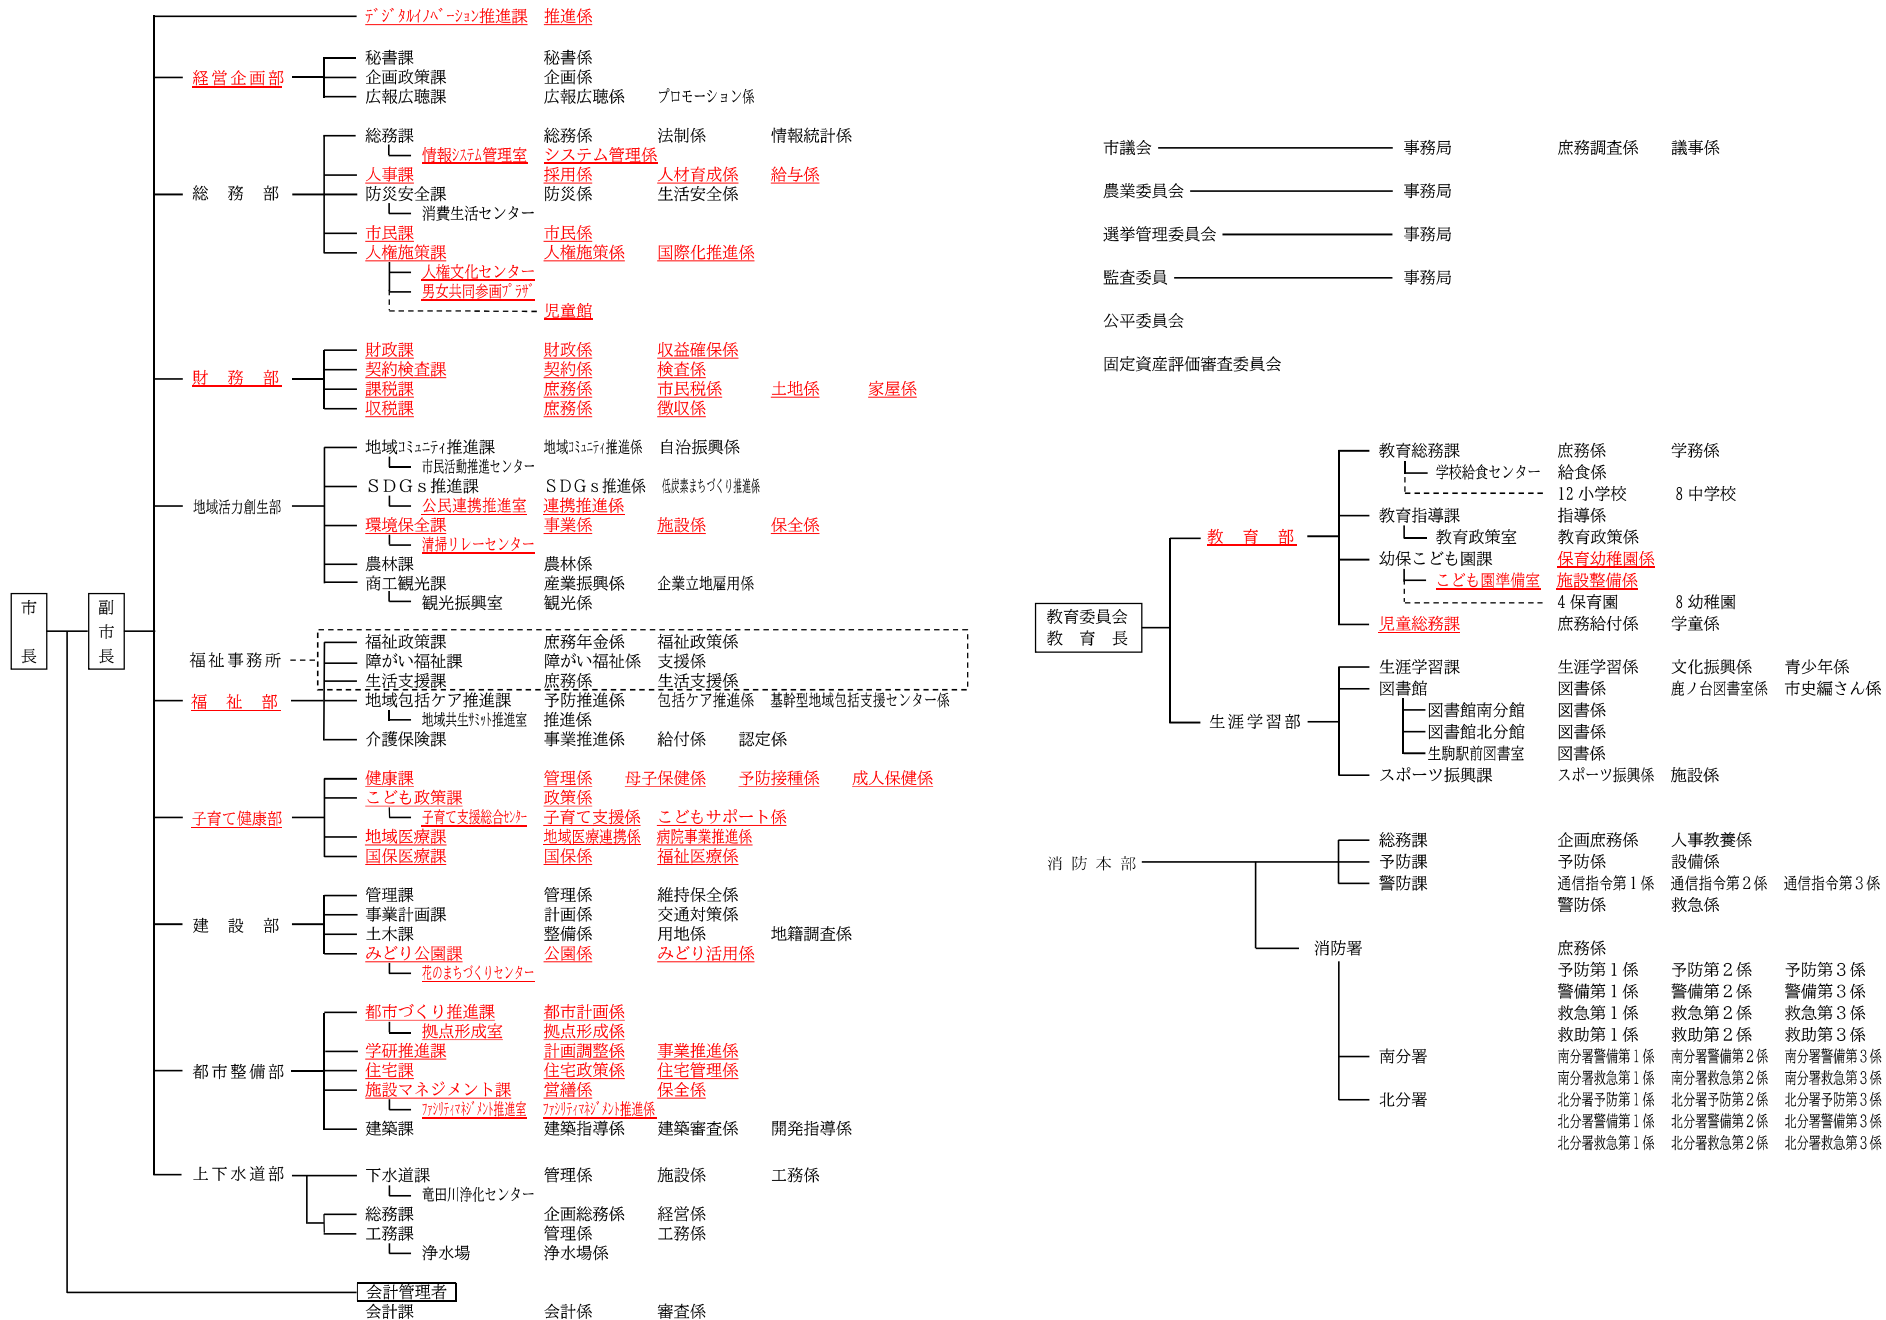 ﾃﾞｼﾞﾀﾙｲﾉﾍﾞｰｼｮﾝ推進課 推進係
経営企画部
秘書課 秘書係
企画政策課 企画係
広報広聴課 広報広聴係 プロモーション係
総務部
総務課 総務係 法制係 情報統計係
情報ｼｽﾃﾑ管理室 システム管理係
人事課 採用係 人材育成係 給与係
防災安全課 防災係 生活安全係
消費生活センター
市民課 市民係
人権施策課 人権施策係 国際化推進係
人権文化センター
男女共同参画ﾌﾟﾗｻﾞ
児童館
財務部
財政課 財政係 収益確保係
契約検査課 契約係 検査係
課税課 庶務係 市民税係 土地係 家屋係
収税課 庶務係 徴収係
地域活力創生部
地域ｺﾐｭﾆﾃｨ推進課 地域ｺﾐｭﾆﾃｨ推進係 自治振興係
市民活動推進センター
ＳＤＧｓ推進課 ＳＤＧｓ推進係 低炭素まちづくり推進係
公民連携推進室 連携推進係
環境保全課 事業係 施設係 保全係
清掃リレーセンター
農林課 農林係
商工観光課 産業振興係 企業立地雇用係
観光振興室 観光係
市長
副市長
福祉事務所
福祉部
福祉政策課 庶務年金係 福祉政策係
障がい福祉課 障がい福祉係 支援係
生活支援課 庶務係 生活支援係
地域包括ケア推進課 予防推進係 包括ケア推進係 基幹型地域包括支援センター係
地域共生ｻﾐｯﾄ推進室 推進係
介護保険課 事業推進係 給付係 認定係
子育て健康部
健康課 管理係 母子保健係 予防接種係 成人保健係
こども政策課 政策係
子育て支援総合ｾﾝﾀｰ 子育て支援係 こどもサポート係
地域医療課 地域医療連携係 病院事業推進係
国保医療課 国保係 福祉医療係
建設部
管理課 管理係 維持保全係
事業計画課 計画係 交通対策係
土木課 整備係 用地係 地籍調査係
みどり公園課 公園係 みどり活用係
花のまちづくりセンター
都市整備部
都市づくり推進課 都市計画係
拠点形成室 拠点形成係
学研推進課 計画調整係 事業推進係
住宅課 住宅政策係 住宅管理係
施設マネジメント課 営繕係 保全係
ﾌｧｼﾘﾃｨﾏﾈｼﾞﾒﾝﾄ推進室 ﾌｧｼﾘﾃｨﾏﾈｼﾞﾒﾝﾄ推進係
建築課 建築指導係 建築審査係 開発指導係
上下水道部
下水道課 管理係 施設係 工務係
竜田川浄化センター
総務課 企画総務係 経営係
工務課 管理係 工務係
浄水場 浄水場係
会計管理者
会計課 会計係 審査係
市議会 事務局 庶務調査係 議事係
農業委員会 事務局
選挙管理委員会 事務局
監査委員 事務局
公平委員会
固定資産評価審査委員会
教育委員会
教育長
教育部
教育総務課 庶務係 学務係
学校給食センター 給食係
12 小学校 8 中学校
教育指導課 指導係
教育政策室 教育政策係
幼保こども園課 保育幼稚園係
こども園準備室 施設整備係
4 保育園 8 幼稚園
児童総務課 庶務給付係 学童係
生涯学習部
生涯学習課 生涯学習係 文化振興係 青少年係
図書館 図書係 鹿ノ台図書室係 市史編さん係
図書館南分館 図書係
図書館北分館 図書係
生駒駅前図書室 図書係
スポーツ振興課 スポーツ振興係 施設係
消防本部
総務課 企画庶務係 人事教養係
予防課 予防係 設備係
警防課 通信指令第１係 通信指令第２係 通信指令第３係
警防係 救急係
消防署 庶務係
予防第１係 予防第２係 予防第３係
警備第１係 警備第２係 警備第３係
救急第１係 救急第２係 救急第３係
救助第１係 救助第２係 救助第３係
南分署 南分署警備第１係 南分署警備第２係 南分署警備第３係
南分署救急第１係 南分署救急第２係 南分署救急第３係
北分署 北分署予防第１係 北分署予防第２係 北分署予防第３係
北分署警備第１係 北分署警備第２係 北分署警備第３係
北分署救急第１係 北分署救急第２係 北分署救急第３係